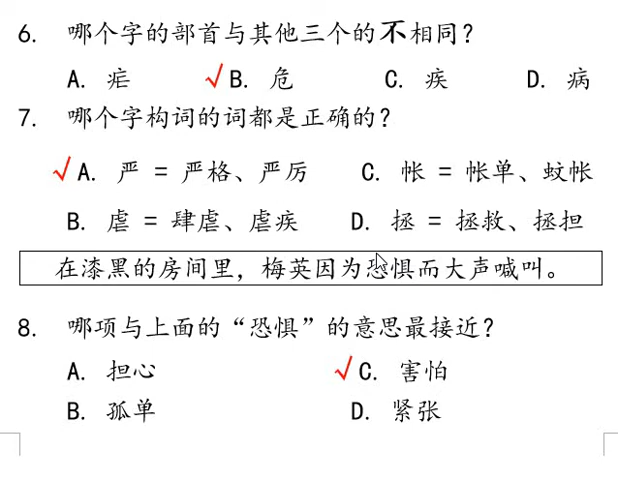 6. 哪个字的部首与其他三个的不相同？
A. 疟 √B. 危 C. 疾 D. 病
7. 哪个字构词的词都是正确的？
√A. 严 = 严格、严厉 C. 帐 = 帐单、蚊帐
B. 虐 = 肆虐、虐疾 D. 拯 = 拯救、拯担
在漆黑的房间里，梅英因为恐惧而大声喊叫。
8. 哪项与上面的“恐惧”的意思最接近？
A. 担心 √C. 害怕
B. 孤单 D. 紧张